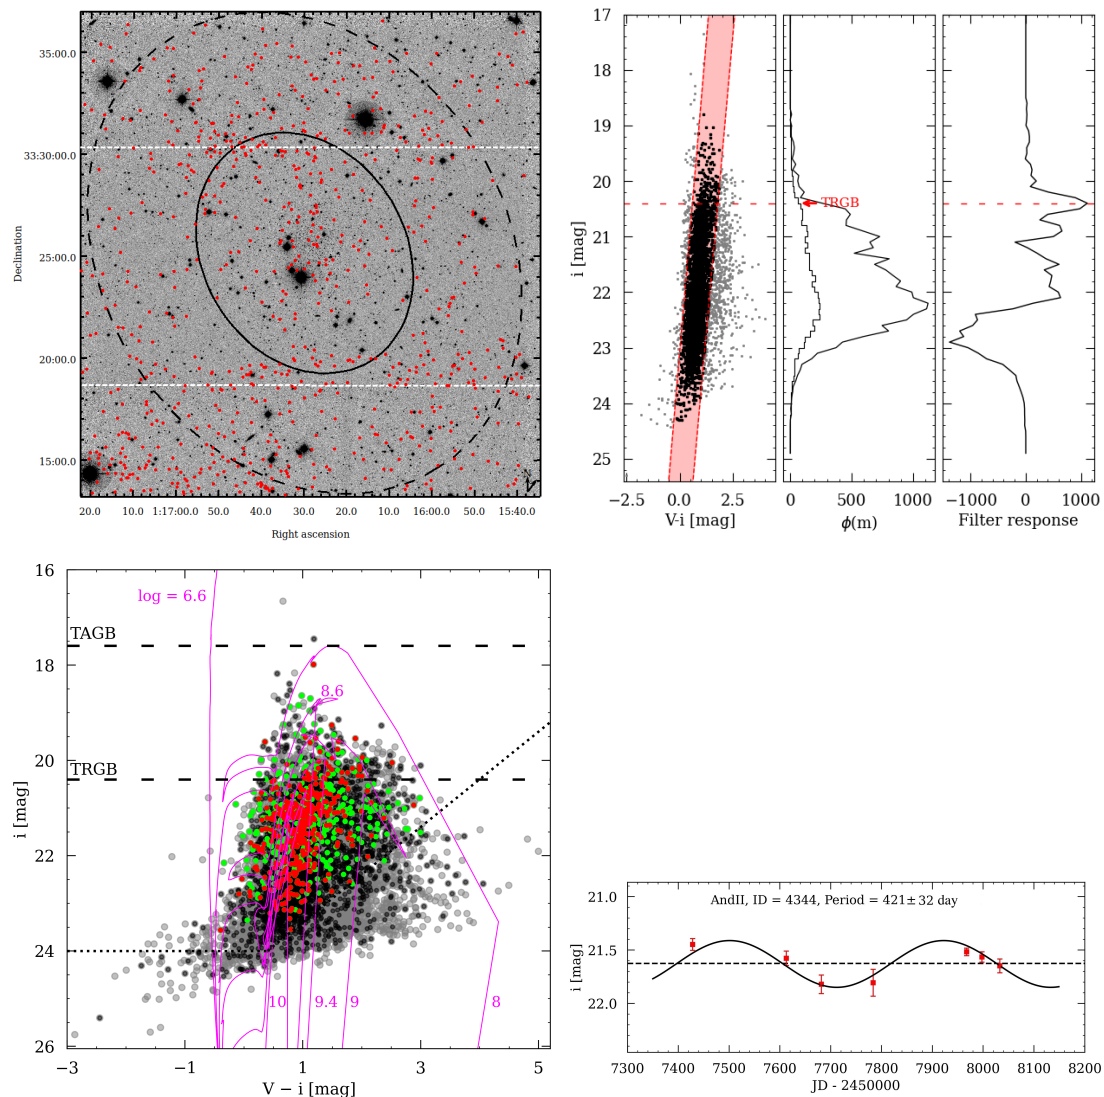 35:00.0
33:30:00.0
25:00.0
20:00.0
15:00.0
Declination
20.0 10.0 1:17:00.0 50.0 40.0 30.0 20.0 10.0 16:00.0 50.0 15:40.0
Right ascension
17
18
19
20
21
22
23
24
25
i [mag]
TRGB
−2.5 0.0 2.5
V-i [mag]
0 500 1000
ϕ(m)
−1000 0 1000
Filter response
16
18
20
22
24
26
i [mag]
log = 6.6
TAGB
8.6
TRGB
10 9.4 9 8
−3 −1 1 3 5
V − i [mag]
21.0
21.5
22.0
i [mag]
AndII, ID = 4344, Period = 421± 32 day
7300 7400 7500 7600 7700 7800 7900 8000 8100 8200
JD - 2450000